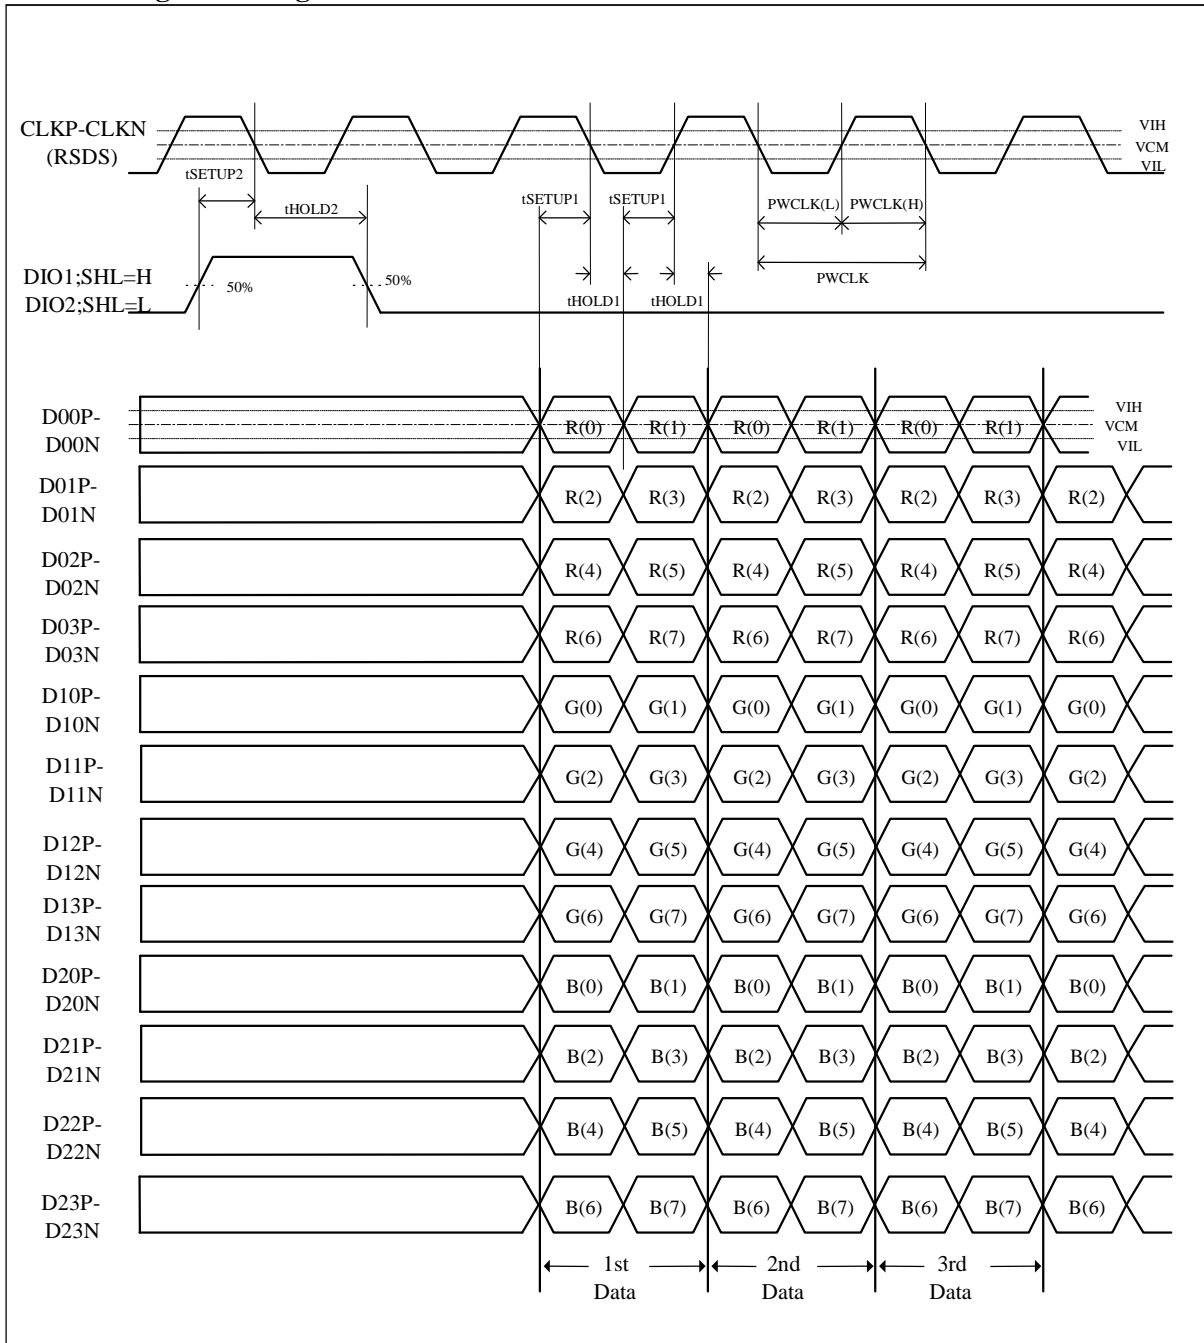 CLKP-CLKN
(RSDS)
VIH
VCM
VIL
tSETUP2
tHOLD2
tSETUP1
tSETUP1
PWCLK(L)
PWCLK(H)
PWCLK
tHOLD1
tHOLD1
DIO1;SHL=H
DIO2;SHL=L
50%
50%
D00P-
D00N
R(0) R(1) R(0) R(1) R(0) R(1)
VIH
VCM
VIL
D01P-
D01N
R(2) R(3) R(2) R(3) R(2) R(3) R(2)
D02P-
D02N
R(4) R(5) R(4) R(5) R(4) R(5) R(4)
D03P-
D03N
R(6) R(7) R(6) R(7) R(6) R(7) R(6)
D10P-
D10N
G(0) G(1) G(0) G(1) G(0) G(1) G(0)
D11P-
D11N
G(2) G(3) G(2) G(3) G(2) G(3) G(2)
D12P-
D12N
G(4) G(5) G(4) G(5) G(4) G(5) G(4)
D13P-
D13N
G(6) G(7) G(6) G(7) G(6) G(7) G(6)
D20P-
D20N
B(0) B(1) B(0) B(1) B(0) B(1) B(0)
D21P-
D21N
B(2) B(3) B(2) B(3) B(2) B(3) B(2)
D22P-
D22N
B(4) B(5) B(4) B(5) B(4) B(5) B(4)
D23P-
D23N
B(6) B(7) B(6) B(7) B(6) B(7) B(6)
1st
Data
2nd
Data
3rd
Data